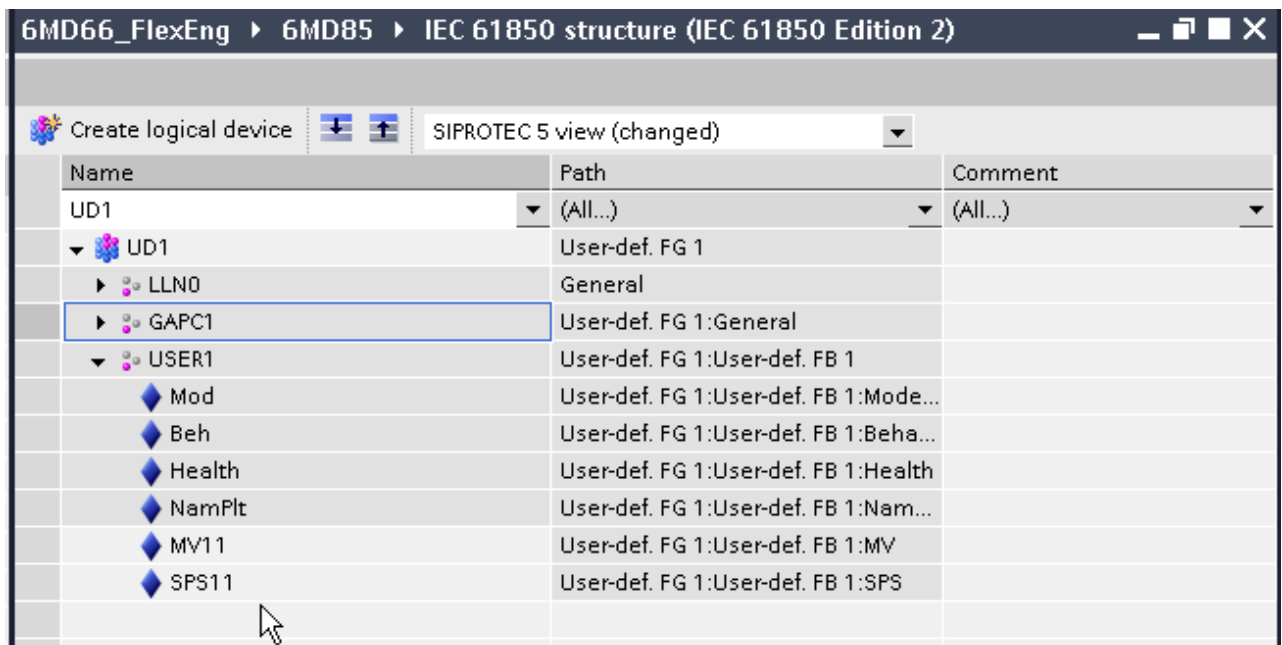 6MD66_FlexEng ▸ 6MD85 ▸ IEC 61850 structure (IEC 61850 Edition 2)
Create logical device SIPROTEC 5 view (changed)
Name Path Comment
UD1 (All...) (All...)
UD1 User-def. FG 1
LLN0 General
GAPC1 User-def. FG 1:General
USER1 User-def. FG 1:User-def. FB 1
Mod User-def. FG 1:User-def. FB 1:Mode...
Beh User-def. FG 1:User-def. FB 1:Beha...
Health User-def. FG 1:User-def. FB 1:Health
NamPlt User-def. FG 1:User-def. FB 1:Nam...
MV11 User-def. FG 1:User-def. FB 1:MV
SPS11 User-def. FG 1:User-def. FB 1:SPS